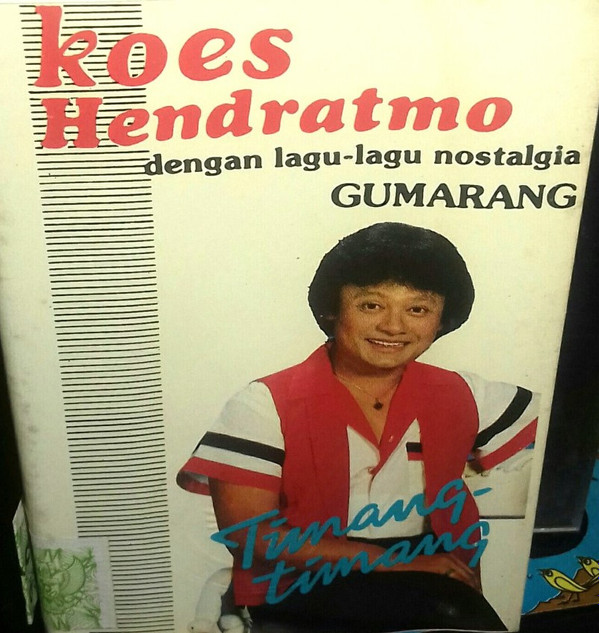 koes
Hendratmo
dengan lagu-lagu nostalgia
GUMARANG
Timang-
timang